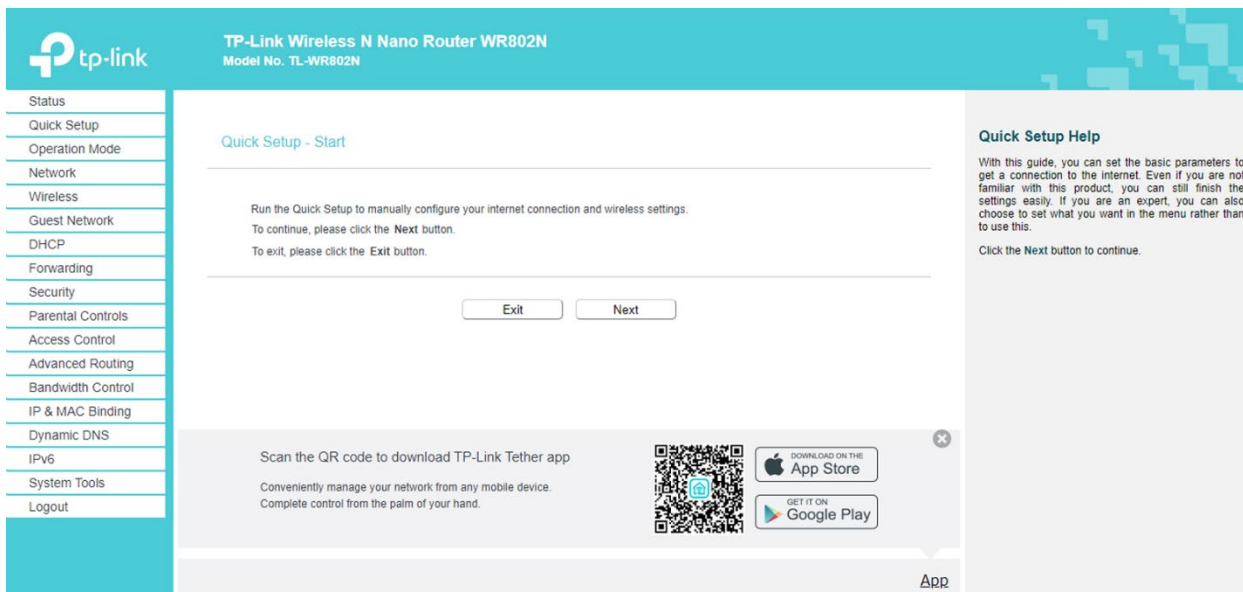 tp-link
TP-Link Wireless N Nano Router WR802N
Model No. TL-WR802N
Status
Quick Setup
Operation Mode
Network
Wireless
Guest Network
DHCP
Forwarding
Security
Parental Controls
Access Control
Advanced Routing
Bandwidth Control
IP & MAC Binding
Dynamic DNS
IPv6
System Tools
Logout
Quick Setup - Start
Run the Quick Setup to manually configure your internet connection and wireless settings.
To continue, please click the Next button.
To exit, please click the Exit button.
Exit
Next
Scan the QR code to download TP-Link Tether app
Conveniently manage your network from any mobile device.
Complete control from the palm of your hand.
DOWNLOAD ON THE
App Store
GET IT ON
Google Play
App
Quick Setup Help
With this guide, you can set the basic parameters to
get a connection to the internet. Even if you are not
familiar with this product, you can still finish the
settings easily. If you are an expert, you can also
choose to set what you want in the menu rather than
to use this.
Click the Next button to continue.